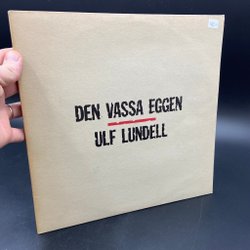 DEN VASSA EGGEN
ULF LUNDELL